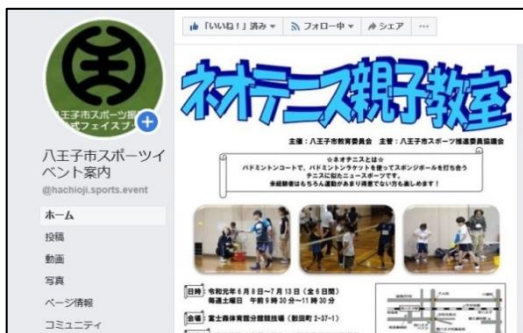 「いいね！」済み
フォロー中
シェア
八王子市スポーツイ
ベント案内
@hachioji.sports.event
ホーム
投稿
動画
写真
ページ情報
コミュニティ
ネオテニス親子教室
主催：八王子市教育委員会 主管：八王子市スポーツ推進委員協議会
☆ネオテニスとは☆
バドミントンコートで、バドミントンラケットを使ってスポンジボールを打ち合う
テニスに似たニュースポーツです。
未経験者はもちろん運動があまり得意でない方も楽しめます！
日時：令和元年6月8日～7月13日（全6日間）
毎週土曜日 午前9時30分～11時30分
会場：富士森体育館分館競技場（台町2-37-1）